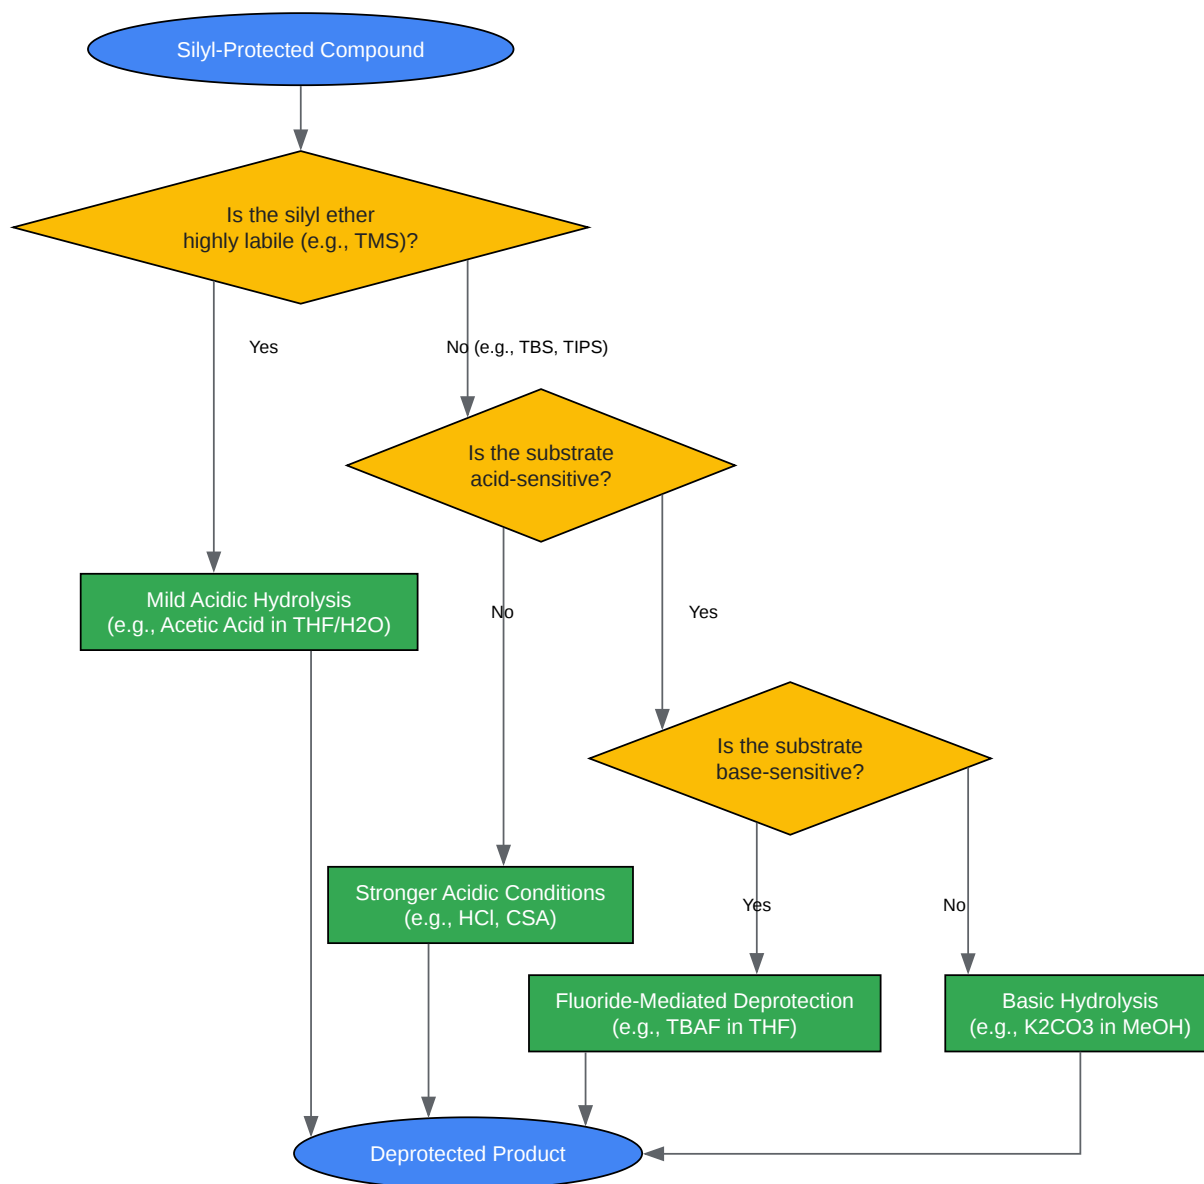 Silyl-Protected Compound
Is the silyl ether
highly labile (e.g., TMS)?
Yes
No (e.g., TBS, TIPS)
Is the substrate
acid-sensitive?
Mild Acidic Hydrolysis
(e.g., Acetic Acid in THF/H2O)
No
Yes
Is the substrate
base-sensitive?
Stronger Acidic Conditions
(e.g., HCl, CSA)
Yes
No
Fluoride-Mediated Deprotection
(e.g., TBAF in THF)
Basic Hydrolysis
(e.g., K2CO3 in MeOH)
Deprotected Product